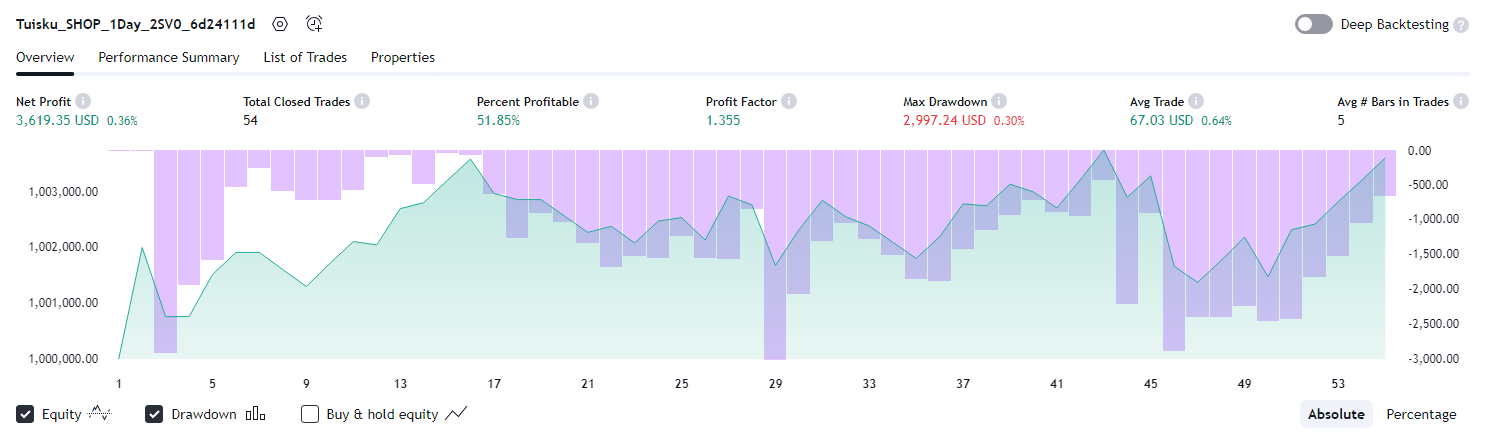 Tuisku_SHOP_1Day_2SV0_6d24111d
Deep Backtesting ?
Overview Performance Summary List of Trades Properties
Net Profit Total Closed Trades Percent Profitable Profit Factor Max Drawdown Avg Trade Avg # Bars in Trades
3,619.35 USD 0.36% 54 51.85% 1.355 2,997.24 USD 0.30% 67.03 USD 0.64% 5
0.00
1,003,000.00 -500.00
-1,000.00
1,002,000.00 -1,500.00
-2,000.00
1,001,000.00 -2,500.00
1,000,000.00 -3,000.00
1 5 9 13 17 21 25 29 33 37 41 45 49 53
Equity Drawdown Buy & hold equity Absolute Percentage